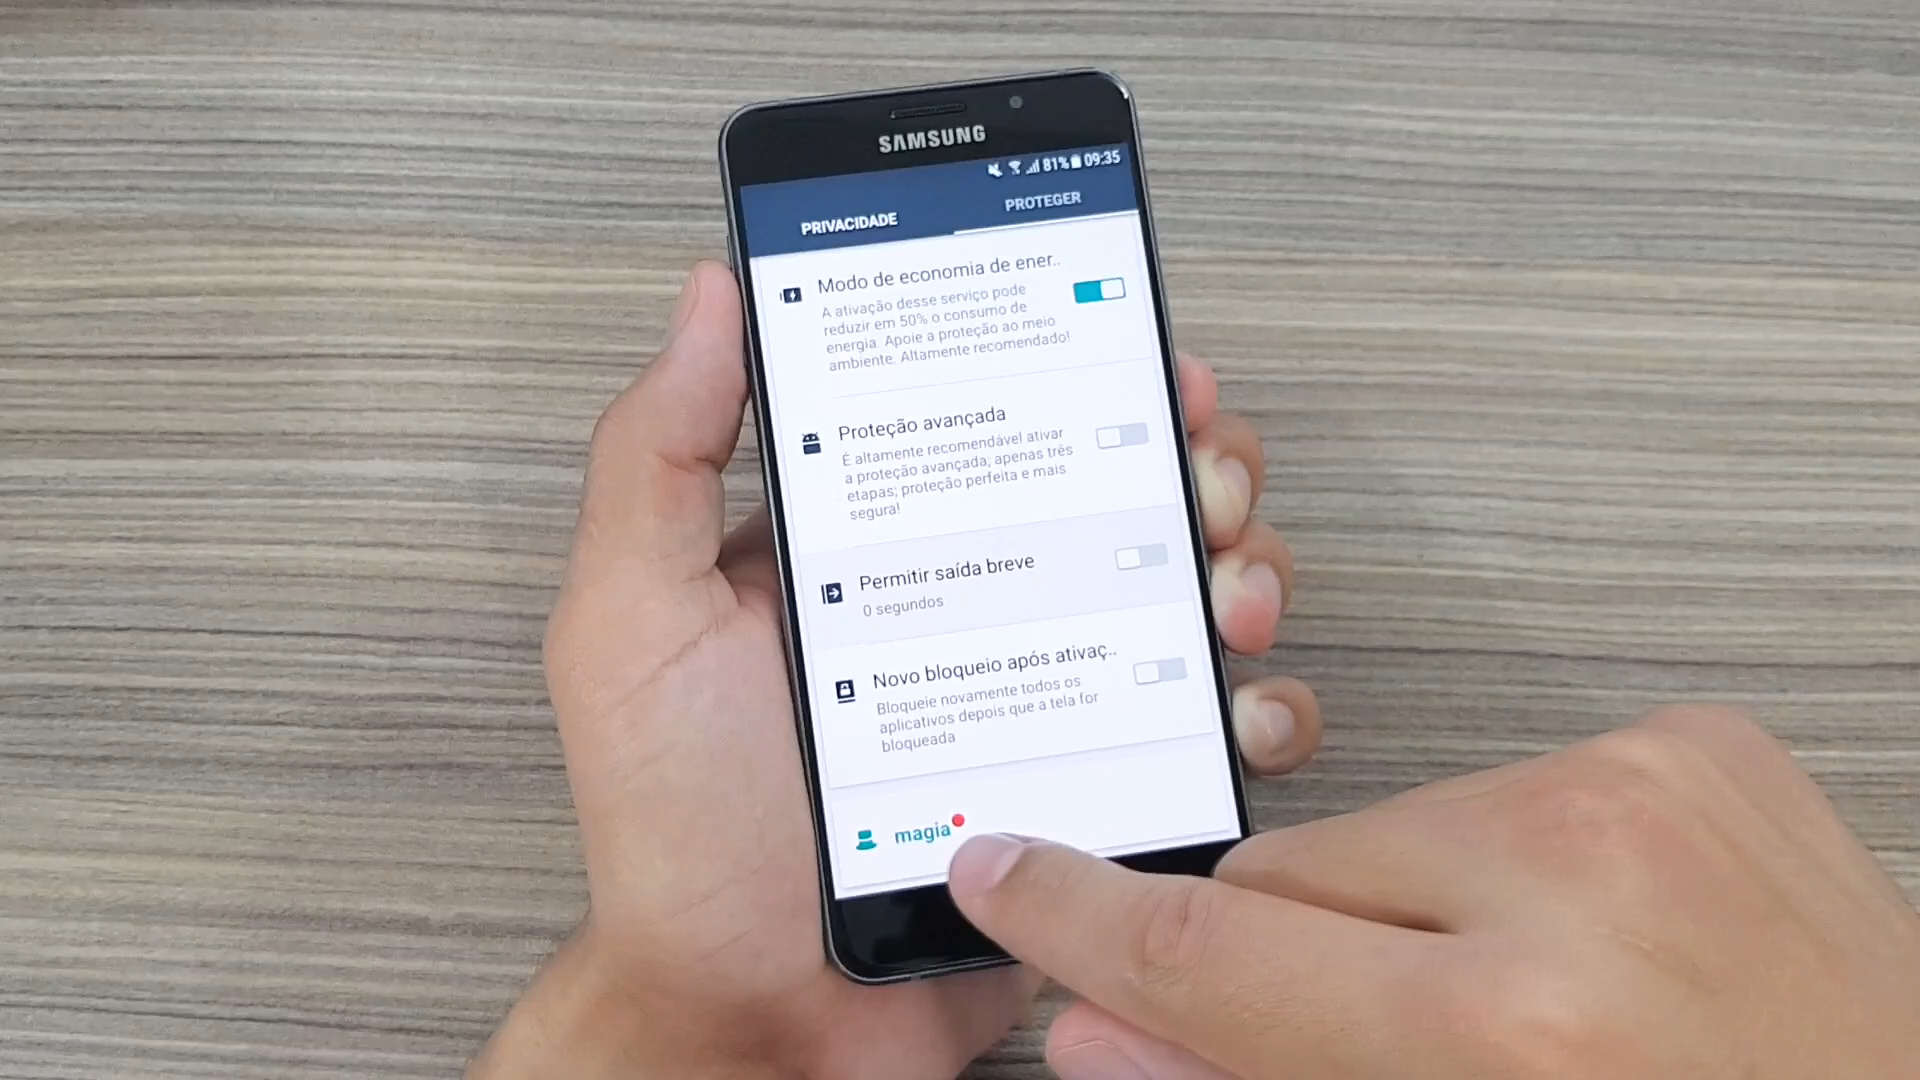 SAMSUNG
81% 09:35
PRIVACIDADE
PROTEGER
Modo de economia de ener..
A ativação desse serviço pode
reduzir em 50% o consumo de
energia. Apoie a proteção ao meio
ambiente. Altamente recomendado!
Proteção avançada
É altamente recomendável ativar
a proteção avançada; apenas três
etapas; proteção perfeita e mais
segura!
Permitir saída breve
0 segundos
Novo bloqueio após ativaç..
Bloqueie novamente todos os
aplicativos depois que a tela for
bloqueada
magia